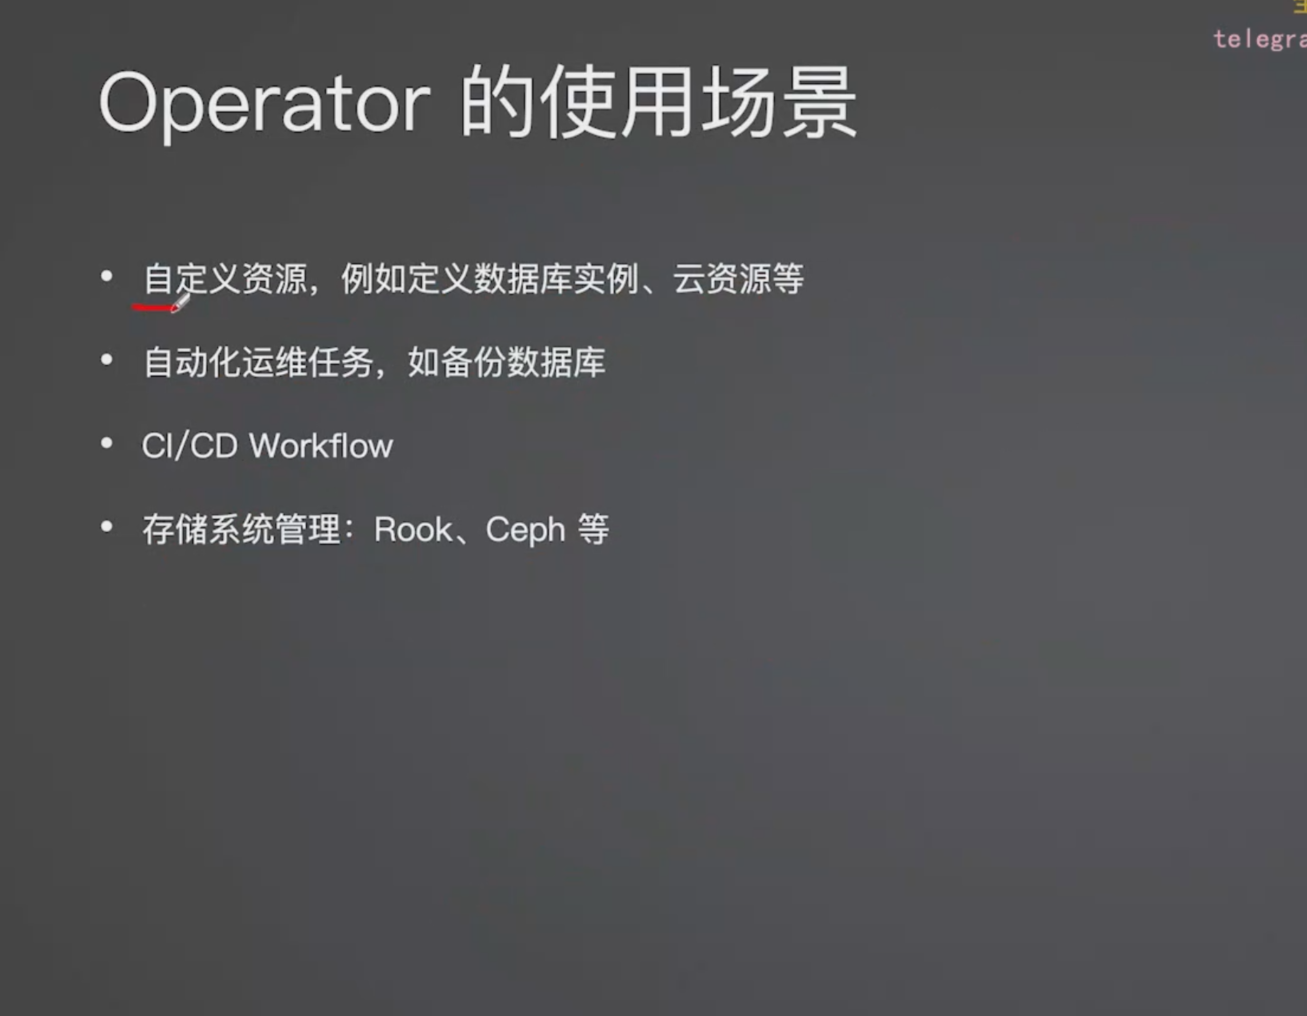 Operator 的使用场景
• 自定义资源，例如定义数据库实例、云资源等
• 自动化运维任务，如备份数据库
• CI/CD Workflow
• 存储系统管理：Rook、Ceph 等